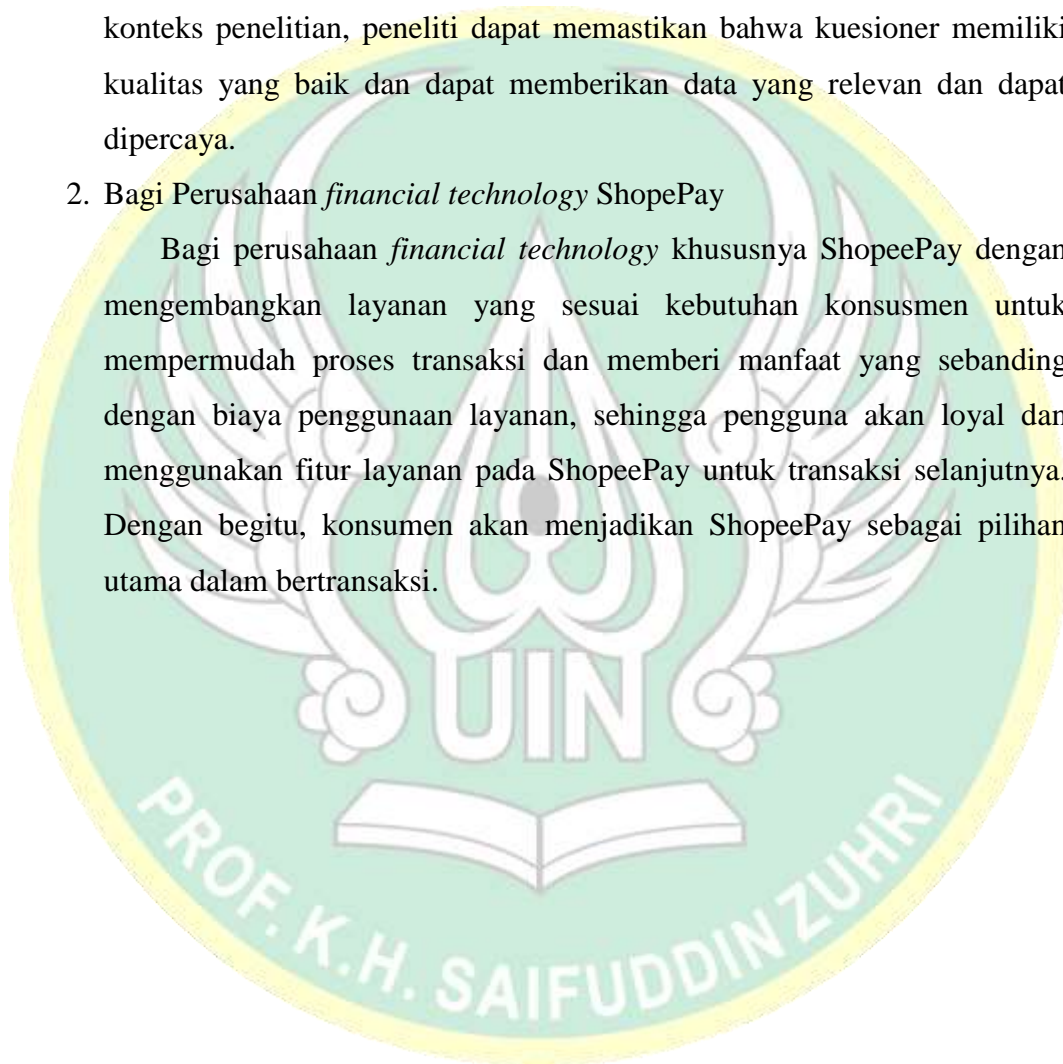 konteks penelitian, peneliti dapat memastikan bahwa kuesioner memiliki
kualitas yang baik dan dapat memberikan data yang relevan dan dapat
dipercaya.
2. Bagi Perusahaan financial technology ShopePay
Bagi perusahaan financial technology khususnya ShopeePay dengan
mengembangkan layanan yang sesuai kebutuhan konsusmen untuk
mempermudah proses transaksi dan memberi manfaat yang sebanding
dengan biaya penggunaan layanan, sehingga pengguna akan loyal dan
menggunakan fitur layanan pada ShopeePay untuk transaksi selanjutnya.
Dengan begitu, konsumen akan menjadikan ShopeePay sebagai pilihan
utama dalam bertransaksi.
UIN
PROF. K.H. SAIFUDDIN ZUHRI